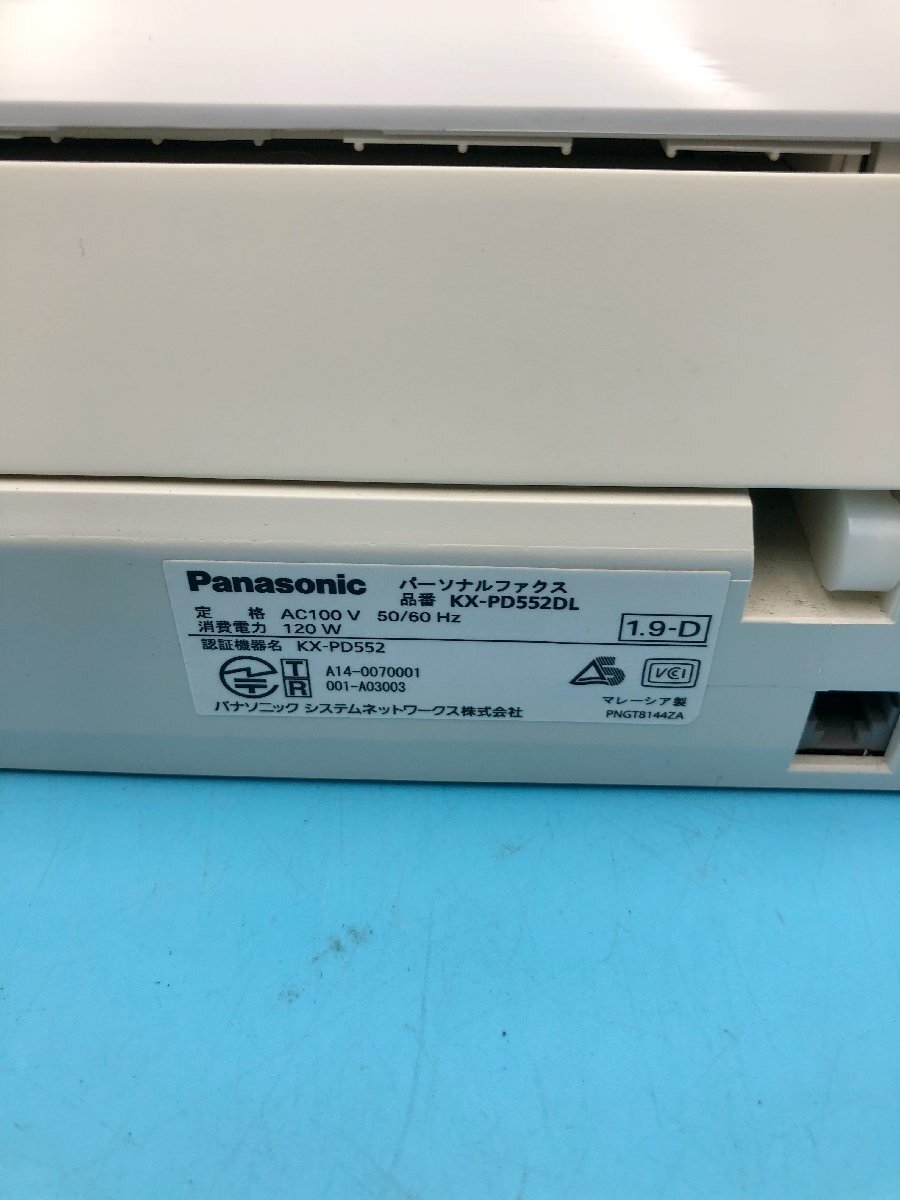 Panasonic パーソナルファクス
品番 KX-PD552DL
定 格 AC100 V 50/60 Hz
消費電力 120 W
1.9-D
認証機器名 KX-PD552
T A14-0070001
R 001-A03003
VCCI
マレーシア製
パナソニック システムネットワークス株式会社
PNGT8144ZA